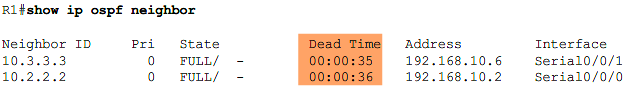 R1#show ip ospf neighbor
Neighbor ID Pri State Dead Time Address Interface
10.3.3.3 0 FULL/ - 00:00:35 192.168.10.6 Serial0/0/1
10.2.2.2 0 FULL/ - 00:00:36 192.168.10.2 Serial0/0/0